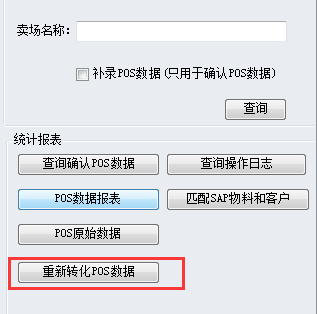 卖场名称:
补录POS数据(只用于确认POS数据)
查询
统计报表
查询确认POS数据 查询操作日志
POS数据报表 匹配SAP物料和客户
POS原始数据
重新转化POS数据